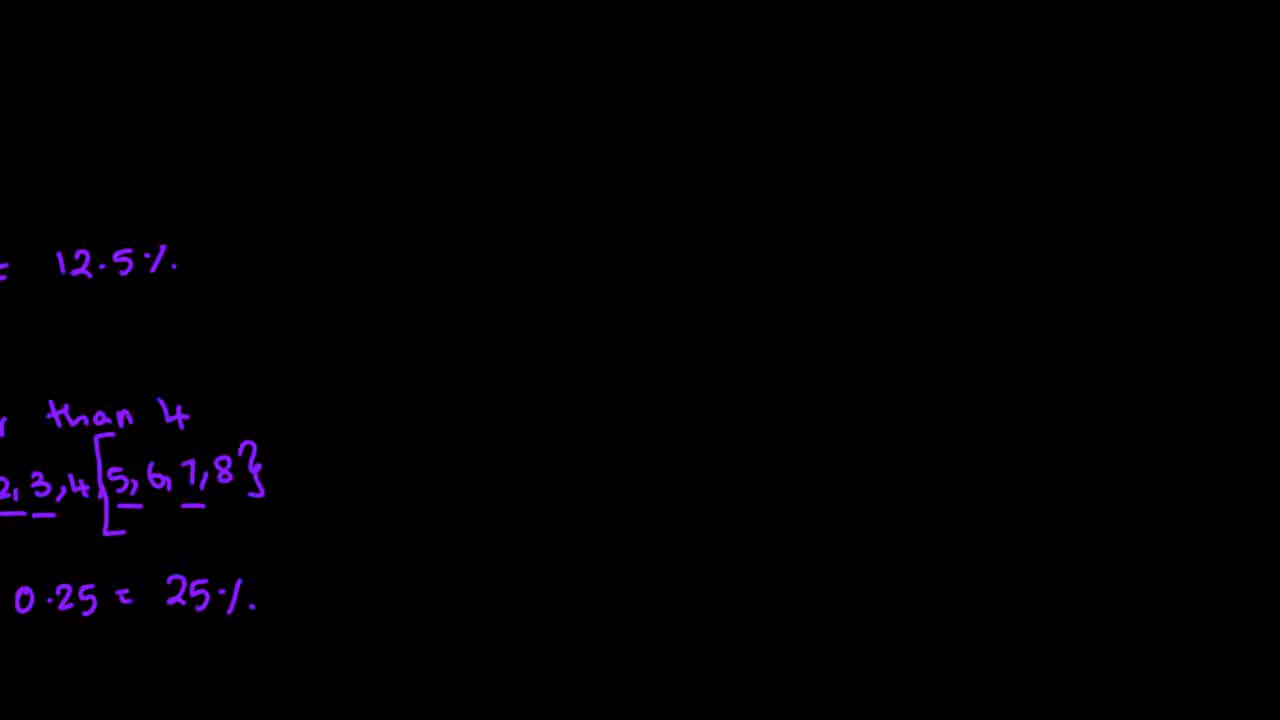 = 12.5%.
than 4
2, 3, 4, 5, 6, 7, 8}
0.25 = 25%.